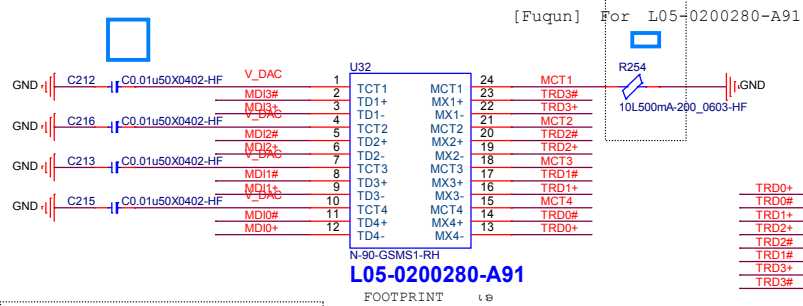 [Fuqun] For L05-0200280-A91
U32
R254
GND C212 C0.01u50X0402-HF V_DAC 1 TCT1 MCT1 24 MCT1 GND
MDI3# 2 TD1+ MX1+ 23 TRD3#
10L500mA-200_0603-HF
MDI3+ 3 TD1- MX1- 22 TRD3+
GND C216 C0.01u50X0402-HF V_DAC 4 TCT2 MCT2 21 MCT2
MDI2# 5 TD2+ MX2+ 20 TRD2#
MDI2+ 6 TD2- MX2- 19 TRD2+
GND C213 C0.01u50X0402-HF V_DAC 7 TCT3 MCT3 18 MCT3
MDI1# 8 TD3+ MX3+ 17 TRD1#
MDI1+ 9 TD3- MX3- 16 TRD1+
GND C215 C0.01u50X0402-HF V_DAC 10 TCT4 MCT4 15 MCT4
MDI0# 11 TD4+ MX4+ 14 TRD0#
MDI0+ 12 TD4- MX4- 13 TRD0+
N-90-GSMS1-RH
L05-0200280-A91
FOOTPRINT
TRD0+
TRD0#
TRD1+
TRD2+
TRD2#
TRD1#
TRD3+
TRD3#